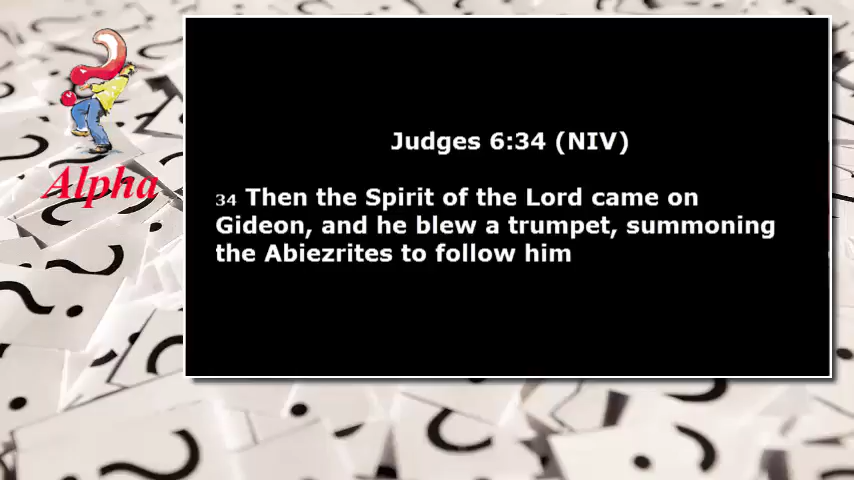 Alpha
Judges 6:34 (NIV)
34 Then the Spirit of the Lord came on
Gideon, and he blew a trumpet, summoning
the Abiezrites to follow him